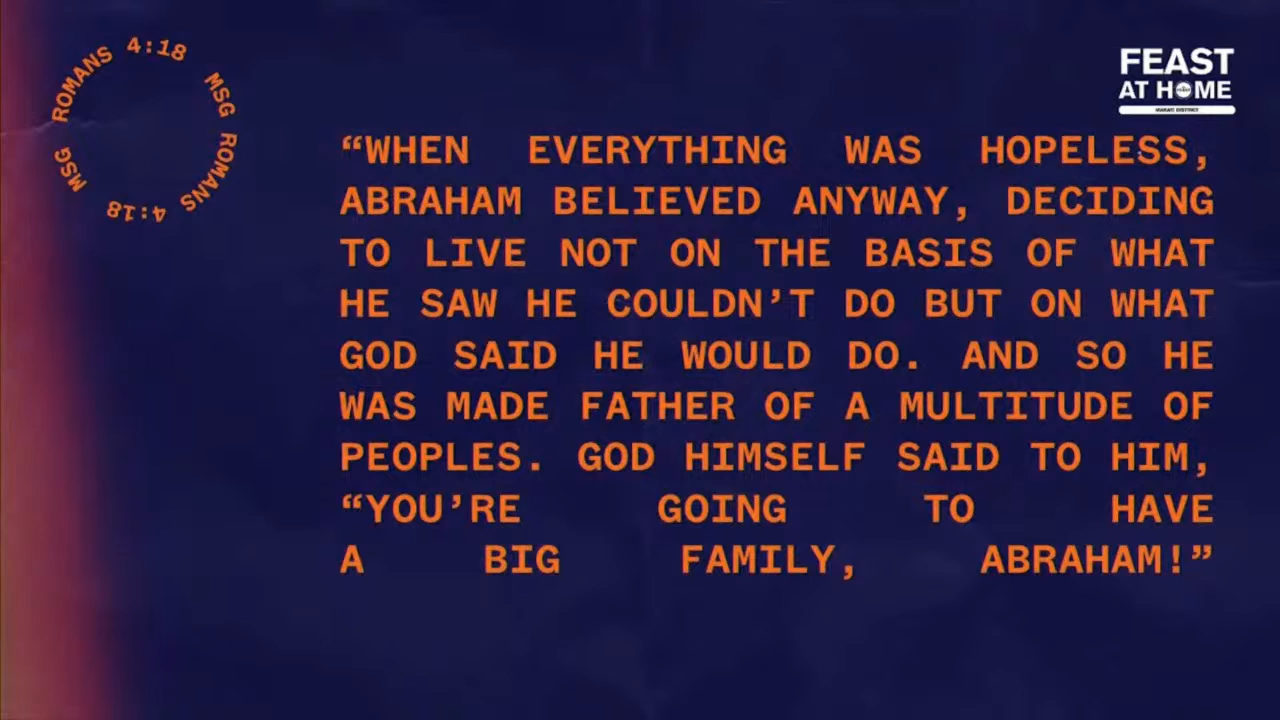 ROMANS 4:18 MSG ROMANS 4:18 MSG
FEAST
AT HOME
MAKATI DISTRICT
“WHEN EVERYTHING WAS HOPELESS,
ABRAHAM BELIEVED ANYWAY, DECIDING
TO LIVE NOT ON THE BASIS OF WHAT
HE SAW HE COULDN’T DO BUT ON WHAT
GOD SAID HE WOULD DO. AND SO HE
WAS MADE FATHER OF A MULTITUDE OF
PEOPLES. GOD HIMSELF SAID TO HIM,
“YOU’RE GOING TO HAVE
A BIG FAMILY, ABRAHAM!”